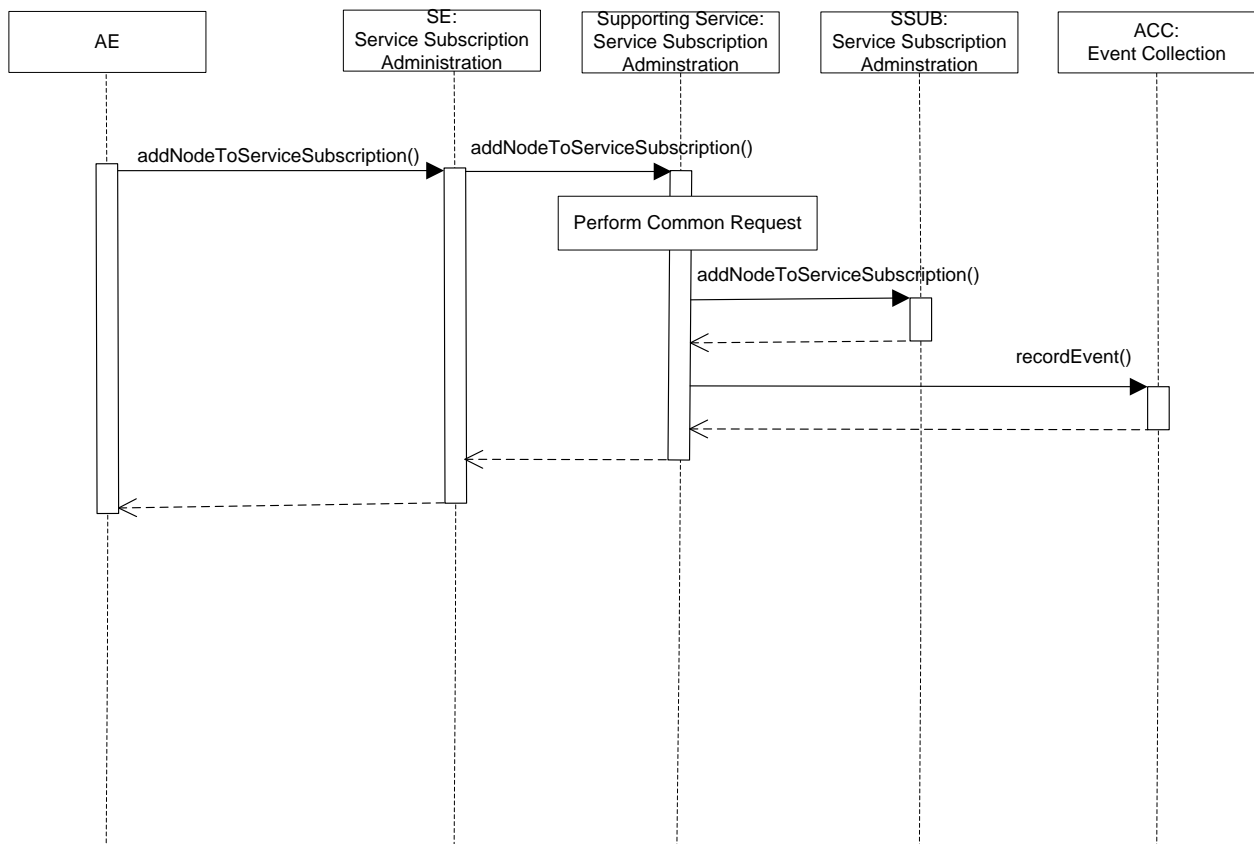 AE
SE:
Service Subscription
Administration
Supporting Service:
Service Subscription
Adminstration
SSUB:
Service Subscription
Adminstration
ACC:
Event Collection
addNodeToServiceSubscription()
addNodeToServiceSubscription()
Perform Common Request
addNodeToServiceSubscription()
recordEvent()